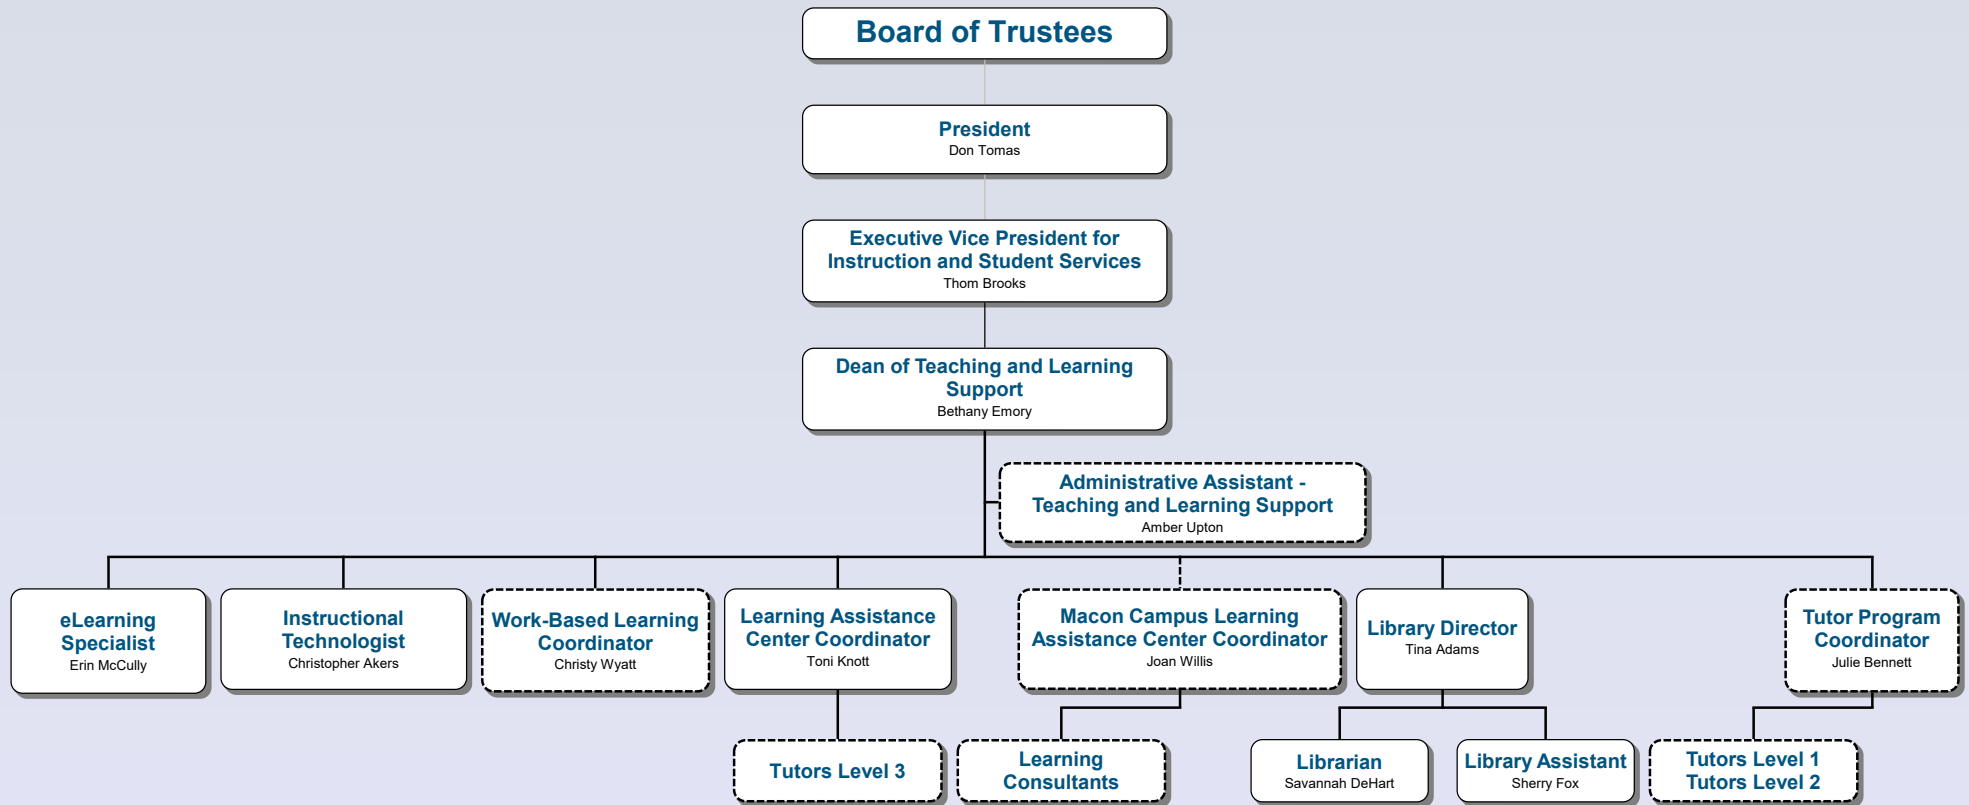 Board of Trustees
President
Don Tomas
Executive Vice President for
Instruction and Student Services
Thom Brooks
Dean of Teaching and Learning
Support
Bethany Emory
Administrative Assistant -
Teaching and Learning Support
Amber Upton
eLearning
Specialist
Erin McCully
Instructional
Technologist
Christopher Akers
Work-Based Learning
Coordinator
Christy Wyatt
Learning Assistance
Center Coordinator
Toni Knott
Macon Campus Learning
Assistance Center Coordinator
Joan Willis
Library Director
Tina Adams
Tutor Program
Coordinator
Julie Bennett
Tutors Level 3
Learning
Consultants
Librarian
Savannah DeHart
Library Assistant
Sherry Fox
Tutors Level 1
Tutors Level 2